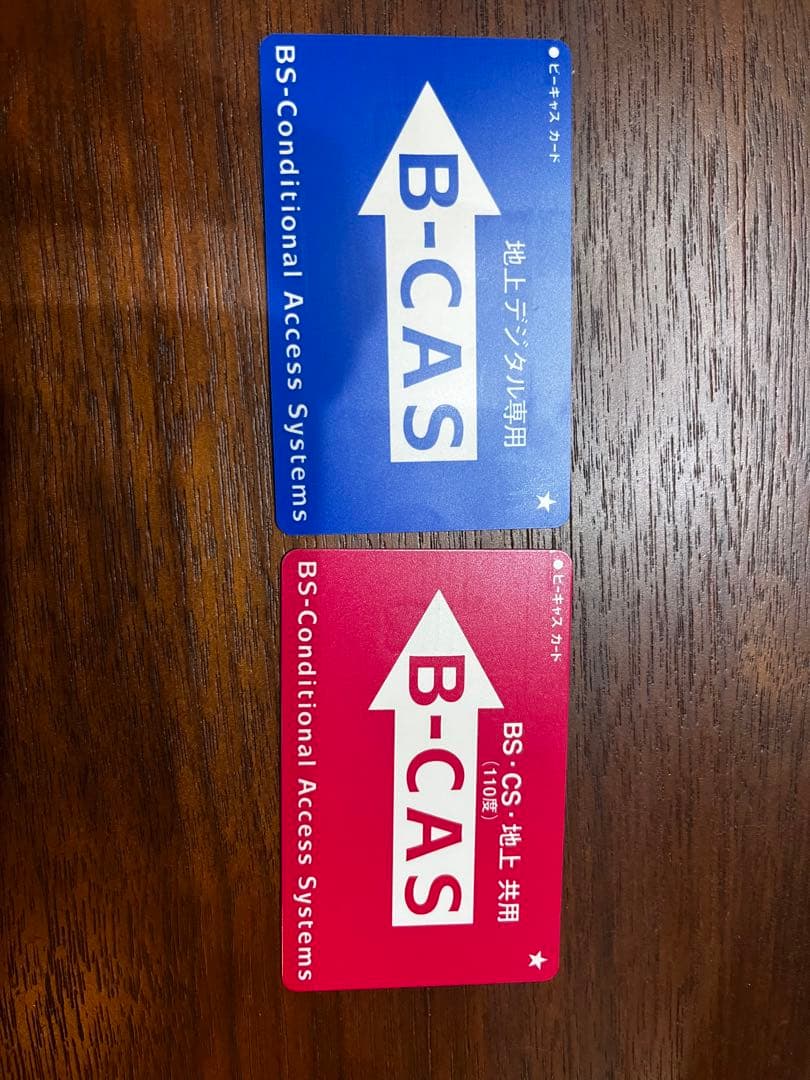 ●ビーキャス カード
地上デジタル専用
★
B-CAS
BS-Conditional Access Systems
●ビーキャス カード
BS・CS・地上 共用
(110度)
★
B-CAS
BS-Conditional Access Systems